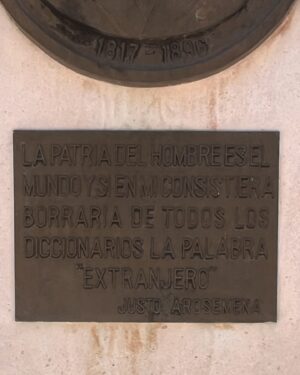 1817 - 1896
LA PATRIA DEL HOMBRE ES EL
MUNDO Y SI EN MI CONSISTIERA
BORRARIA DE TODOS LOS
DICCIONARIOS LA PALABRA
"EXTRANJERO"
JUSTO AROSEMENA